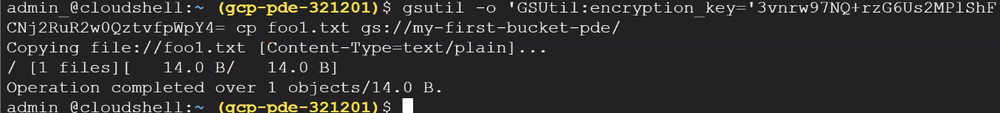 admin_@cloudshell:~ (gcp-pde-321201)$ gsutil -o 'GSUtil:encryption_key='3vnrw97NQ+rzG6Us2MPlShF
CNj2RuR2w0QztvfpWpY4= cp foo1.txt gs://my-first-bucket-pde/
Copying file://foo1.txt [Content-Type=text/plain]...
/ [1 files][   14.0 B/   14.0 B]
Operation completed over 1 objects/14.0 B.
admin_@cloudshell:~ (gcp-pde-321201)$